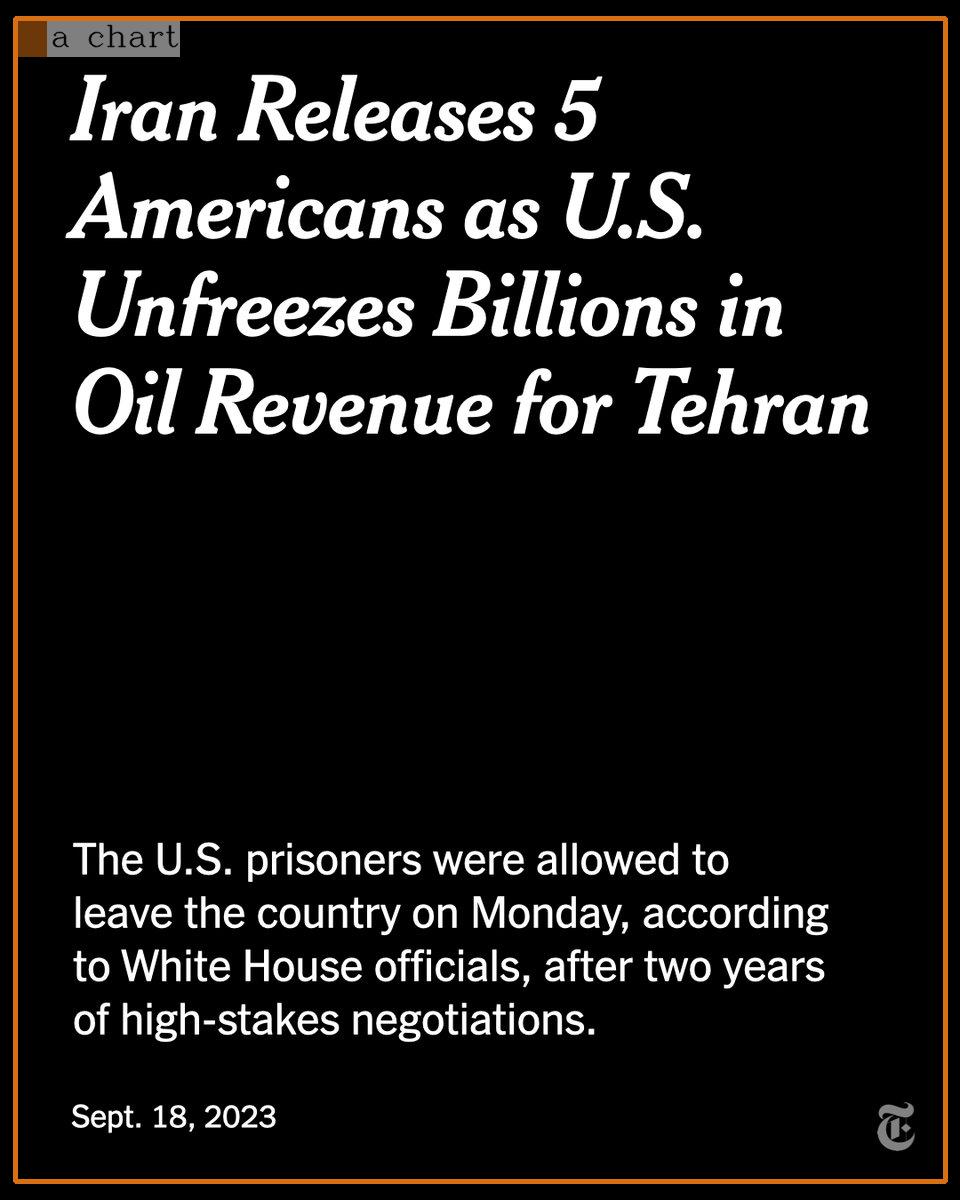 a chart
Iran Releases 5
Americans as U.S.
Unfreezes Billions in
Oil Revenue for Tehran
The U.S. prisoners were allowed to
leave the country on Monday, according
to White House officials, after two years
of high-stakes negotiations.
Sept. 18, 2023
T